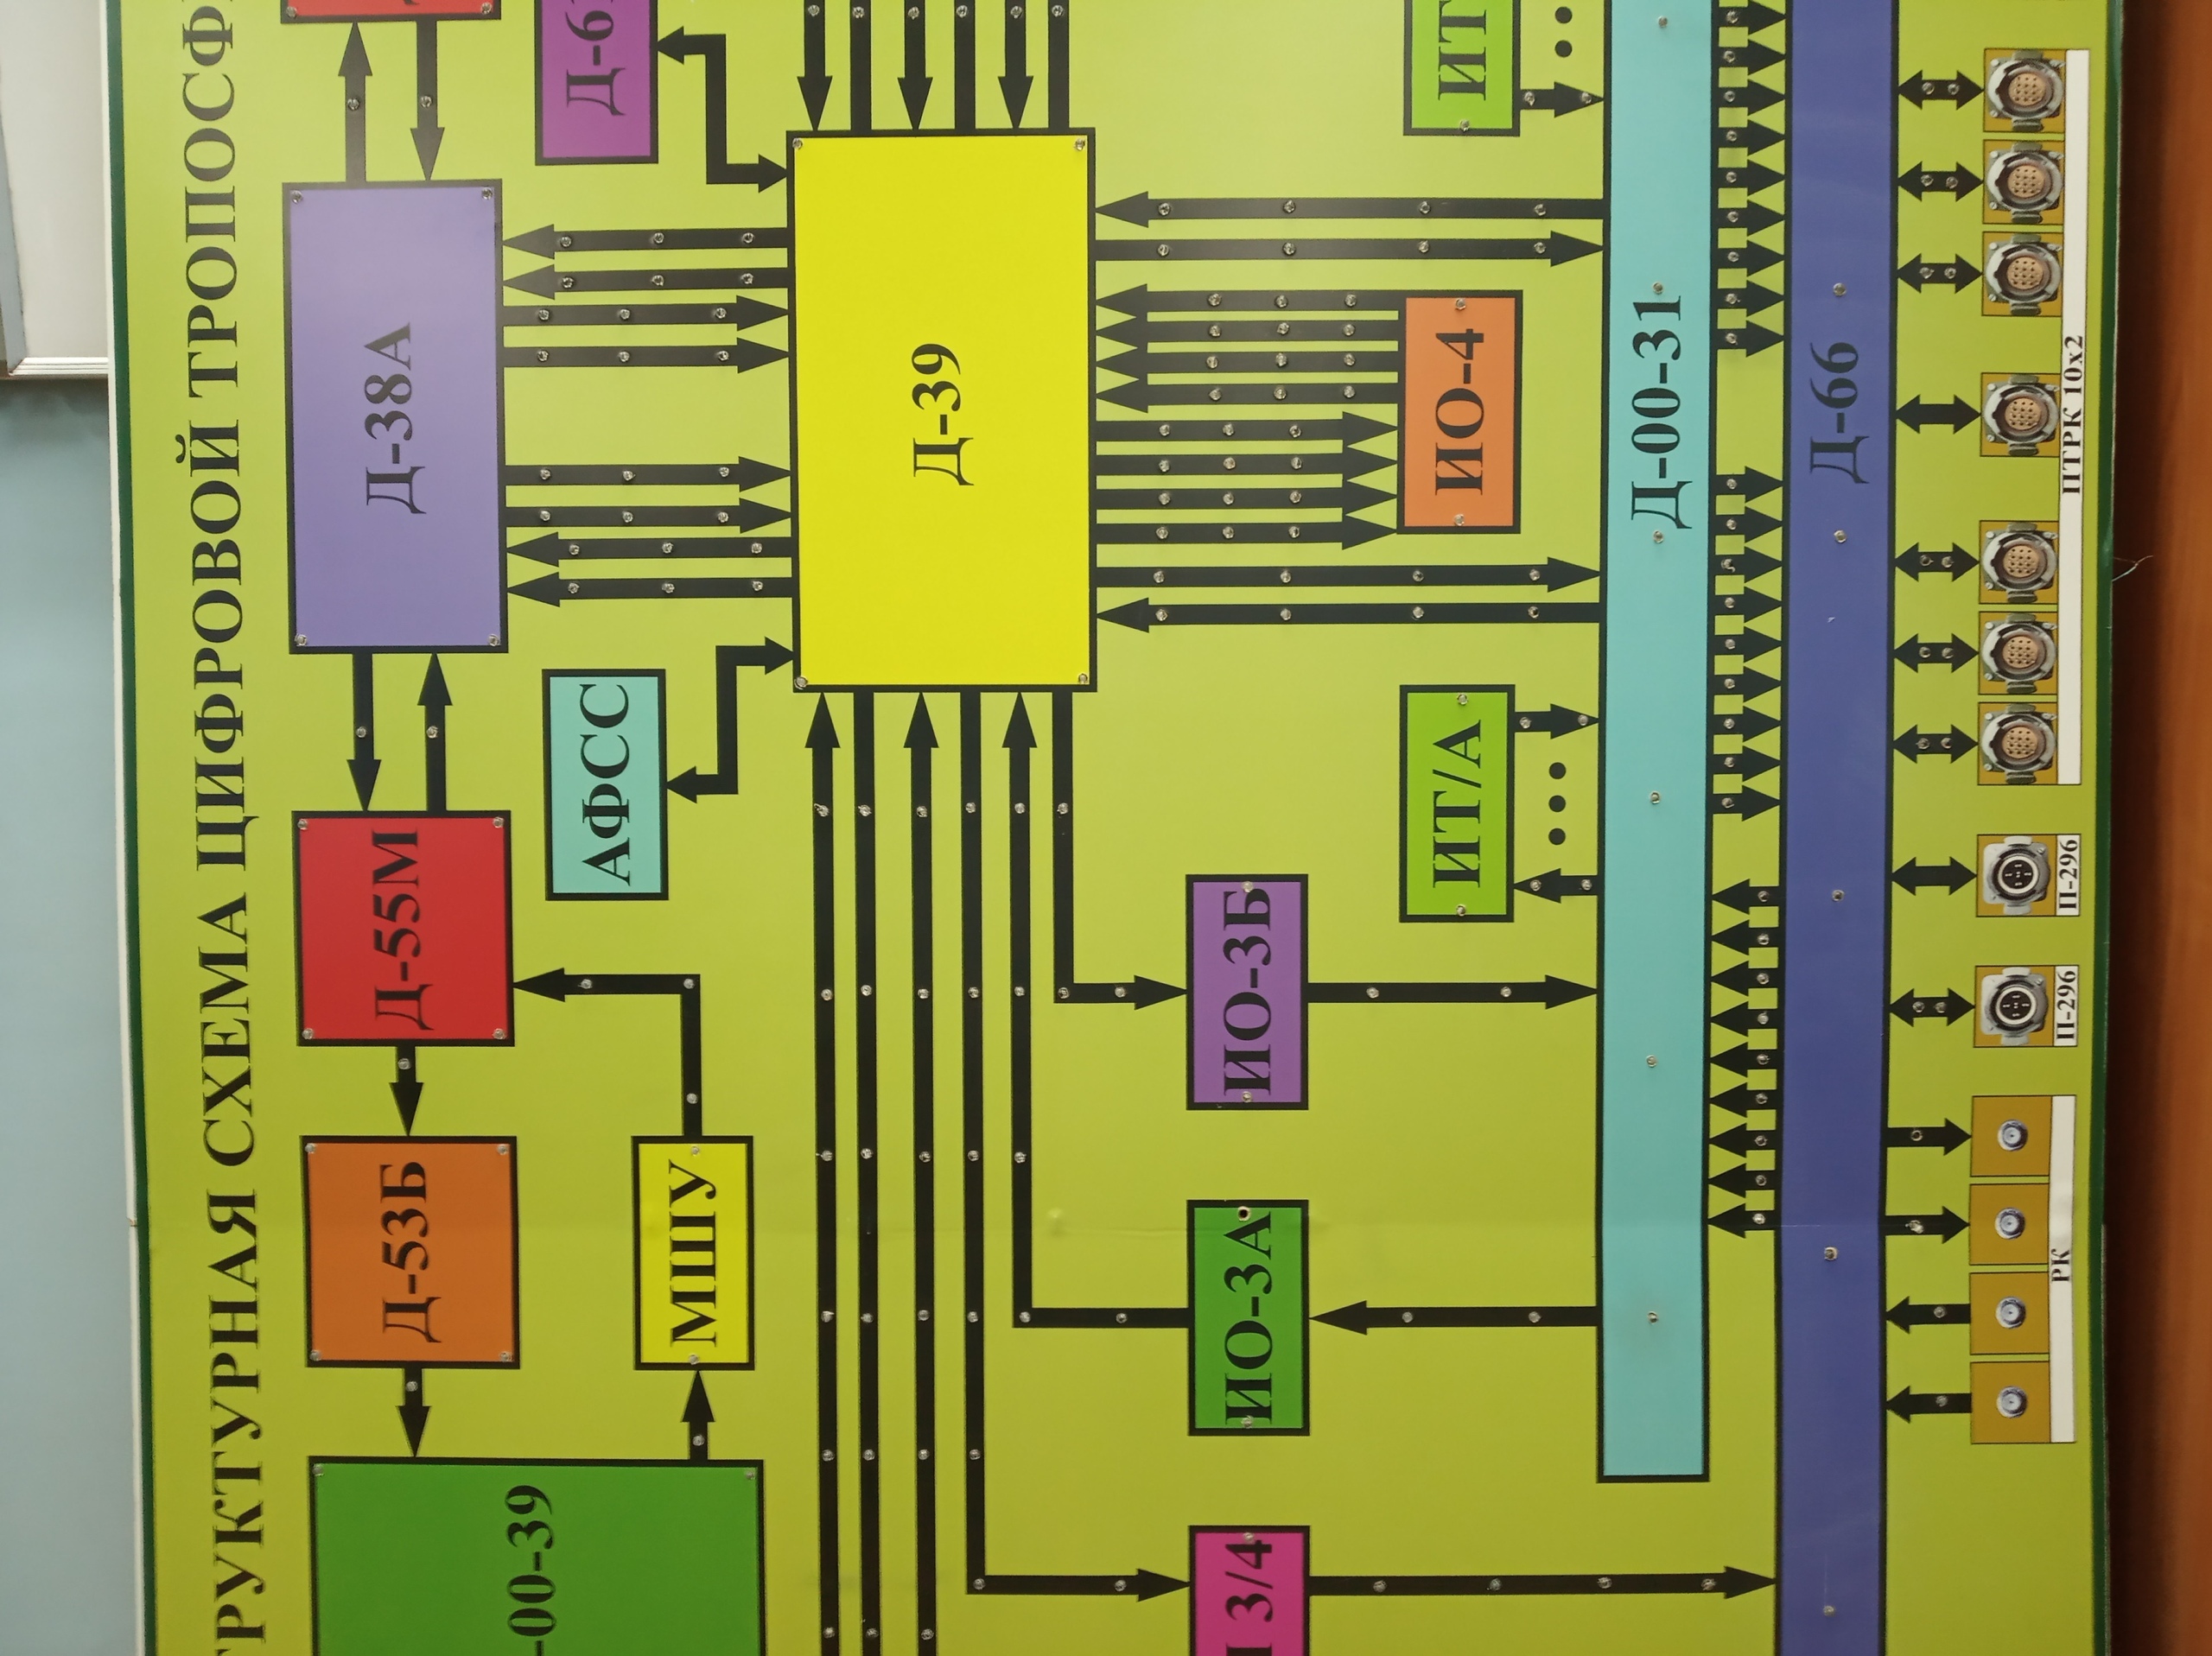 ТРУКТУРНАЯ СХЕМА ЦИФРОВОЙ ТРОПОСФ
-00-39
Д-53Б
Д-55М
Д-38А
АФСС
Д-61
МШУ
Д-39
3/4
ИО-3А
ИО-3Б
ИТ/А
ИО-4
ИТ
Д-00-31
Д-66
РК
П-296
П-296
ПТРК 10х2